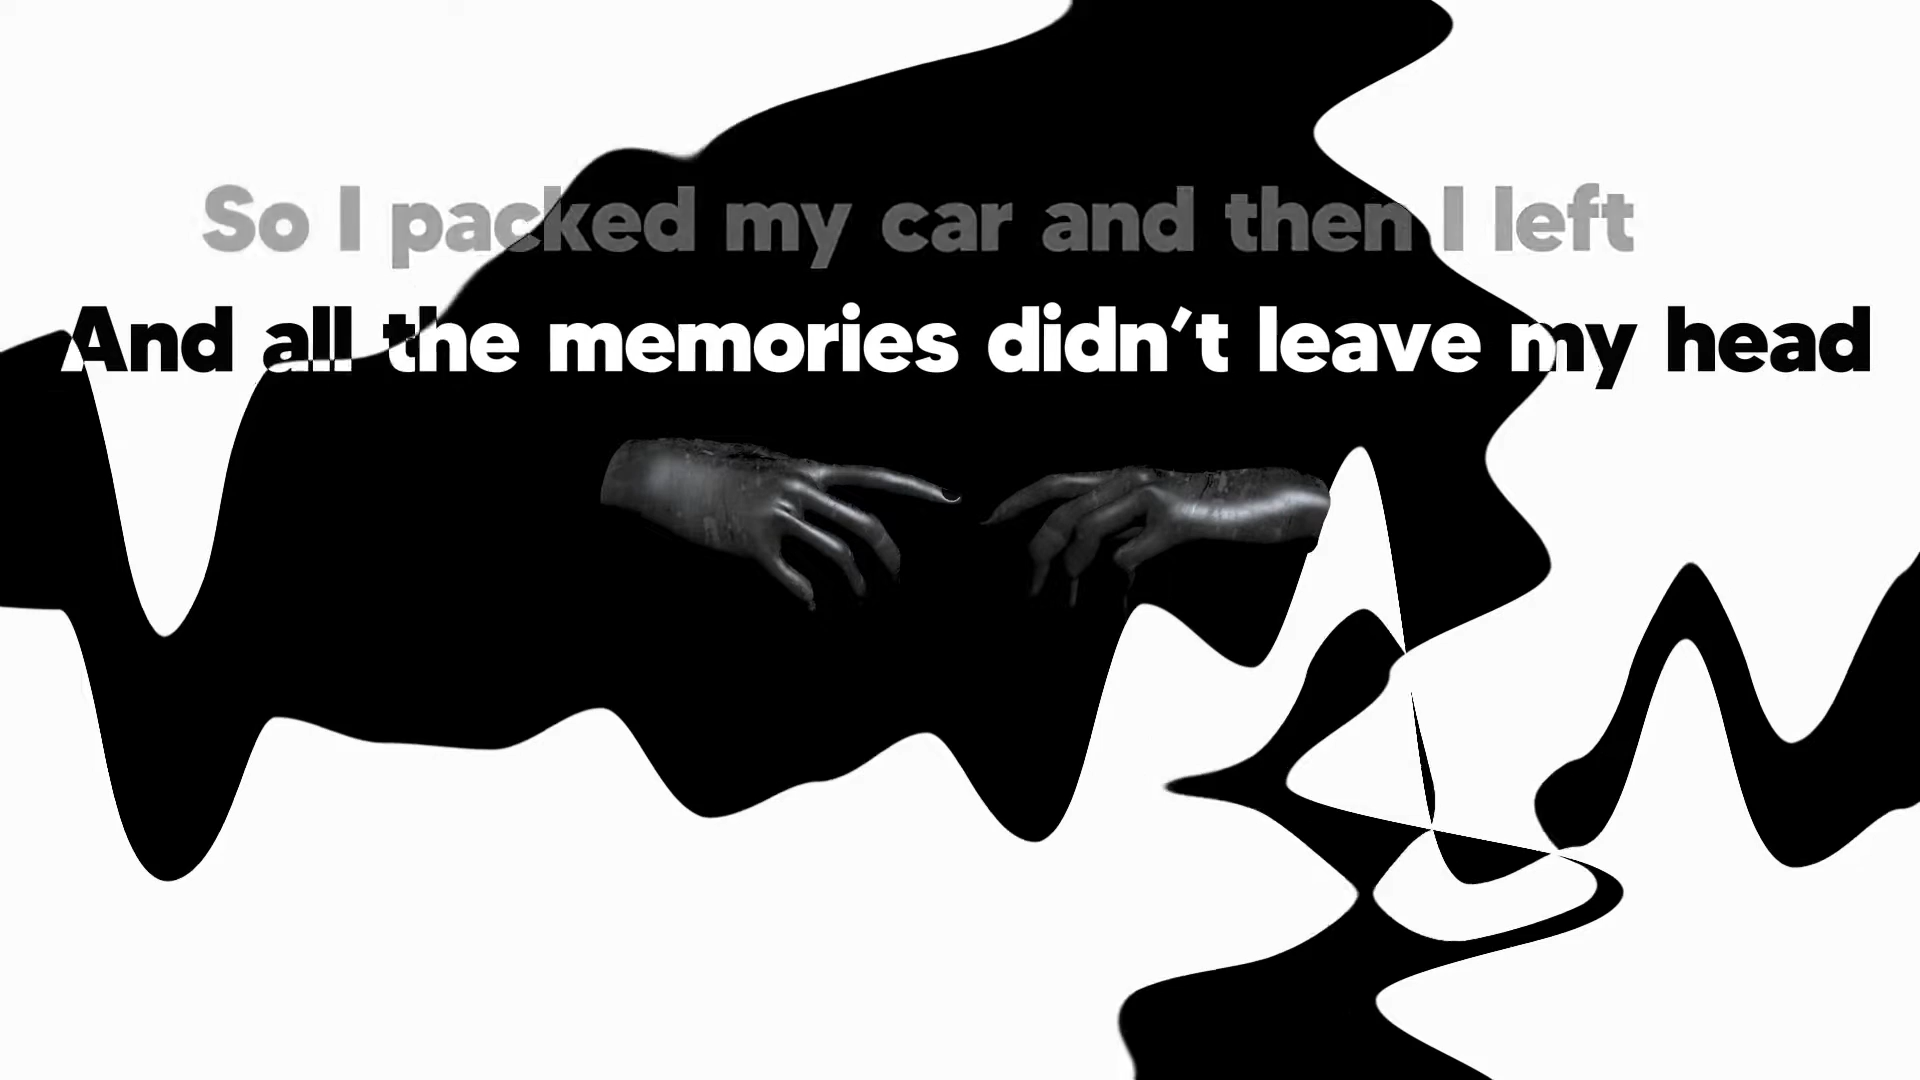 So I packed my car and then I left
And all the memories didn’t leave my head